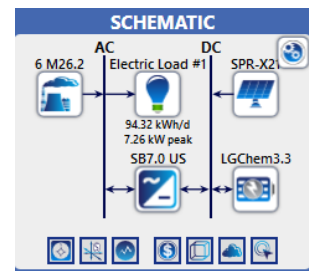 SCHEMATIC
AC DC
6 M26.2 Electric Load #1 SPR-X21
94.32 kWh/d
7.26 kW peak
SB7.0 US LGChem3.3